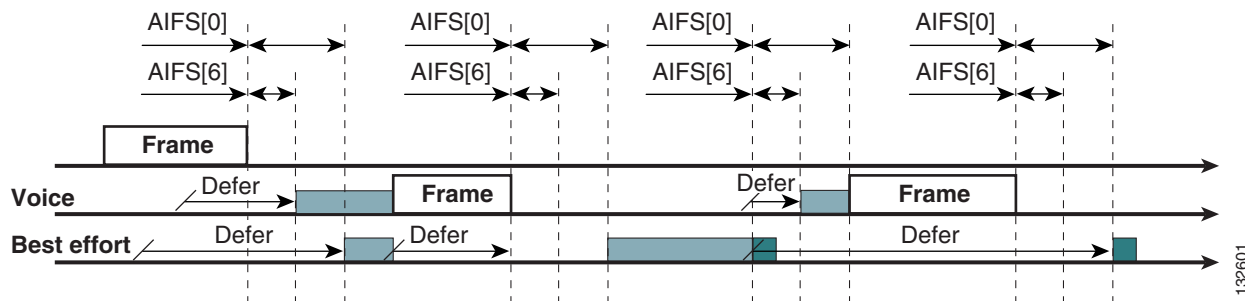 AIFS[0] AIFS[0] AIFS[0] AIFS[0]
AIFS[6] AIFS[6] AIFS[6] AIFS[6]
Frame
Voice Defer Frame Defer Frame
Best effort Defer Defer Defer
132601